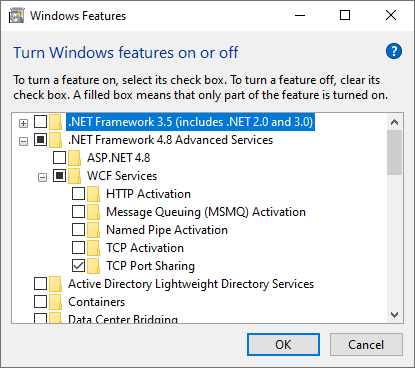 Windows Features
Turn Windows features on or off
?
To turn a feature on, select its check box. To turn a feature off, clear its
check box. A filled box means that only part of the feature is turned on.
.NET Framework 3.5 (includes .NET 2.0 and 3.0)
.NET Framework 4.8 Advanced Services
ASP.NET 4.8
WCF Services
HTTP Activation
Message Queuing (MSMQ) Activation
Named Pipe Activation
TCP Activation
TCP Port Sharing
Active Directory Lightweight Directory Services
Containers
Data Center Bridging
OK Cancel